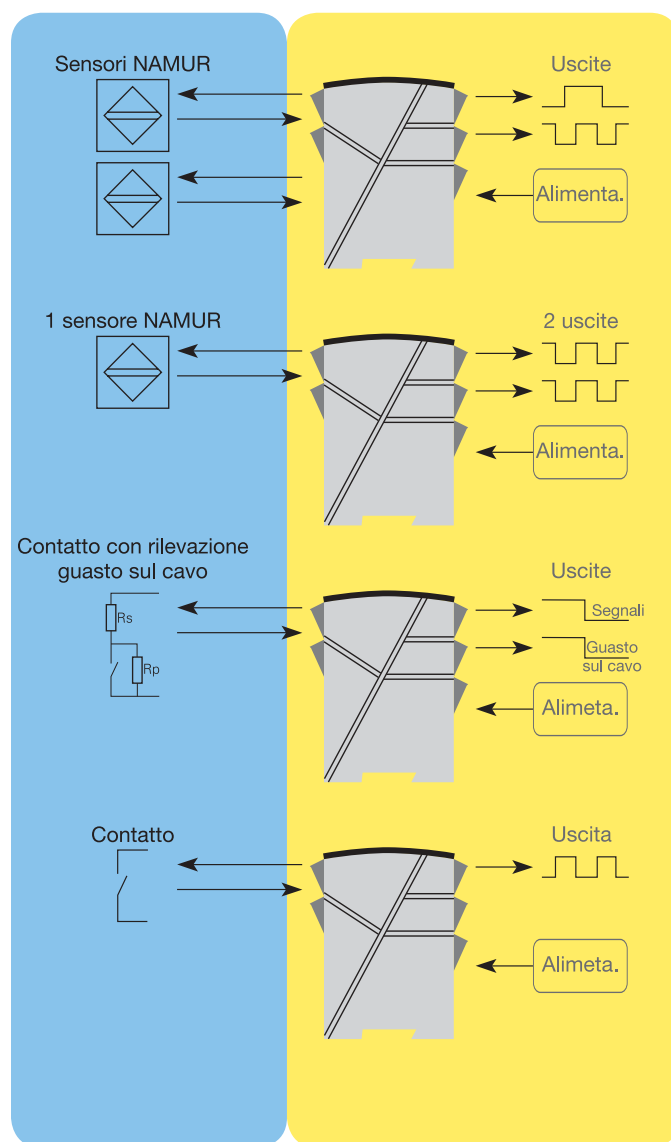 Sensori NAMUR
Uscite
Alimenta.
1 sensore NAMUR
2 uscite
Alimenta.
Contatto con rilevazione
guasto sul cavo
Uscite
Rs
Segnali
Rp
Guasto
sul cavo
Alimeta.
Contatto
Uscita
Alimeta.